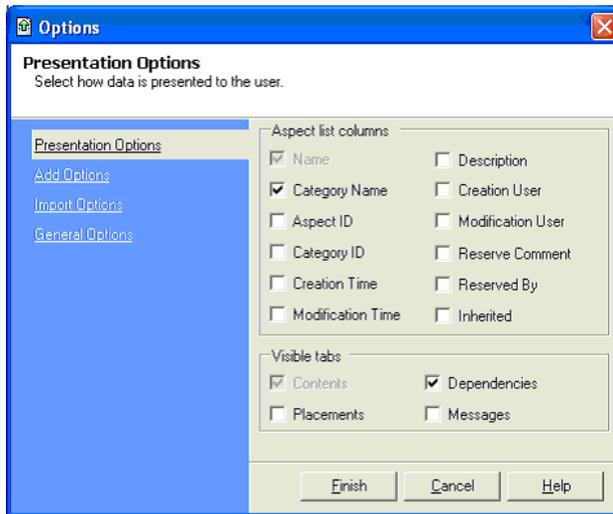 Options
Presentation Options
Select how data is presented to the user.
Presentation Options
Add Options
Import Options
General Options
Aspect list columns
Name
Description
Category Name
Creation User
Aspect ID
Modification User
Category ID
Reserve Comment
Creation Time
Reserved By
Modification Time
Inherited
Visible tabs
Contents
Dependencies
Placements
Messages
Finish
Cancel
Help